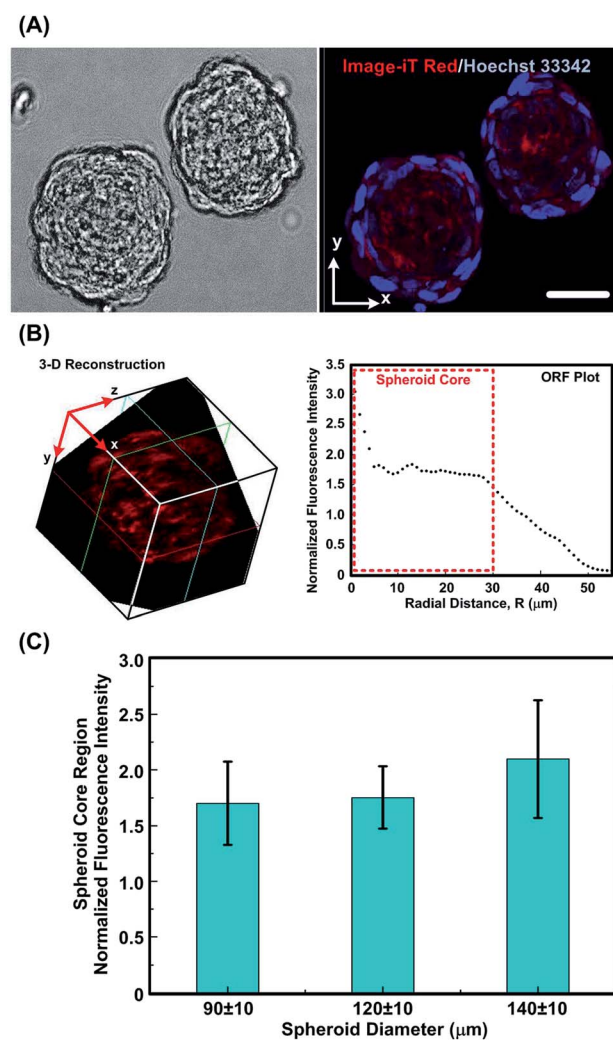 (A)
Image-iT Red/Hoechst 33342
y
x
(B)
3-D Reconstruction
z
x
y
Normalized Fluorescence Intensity
3.5
3.0
2.5
2.0
1.5
1.0
0.5
0
Spheroid Core
ORF Plot
0 10 20 30 40 50
Radial Distance, R (μm)
(C)
Spheroid Core Region
Normalized Fluorescence Intensity
3.0
2.5
2.0
1.5
1.0
0.5
0
90±10 120±10 140±10
Spheroid Diameter (μm)